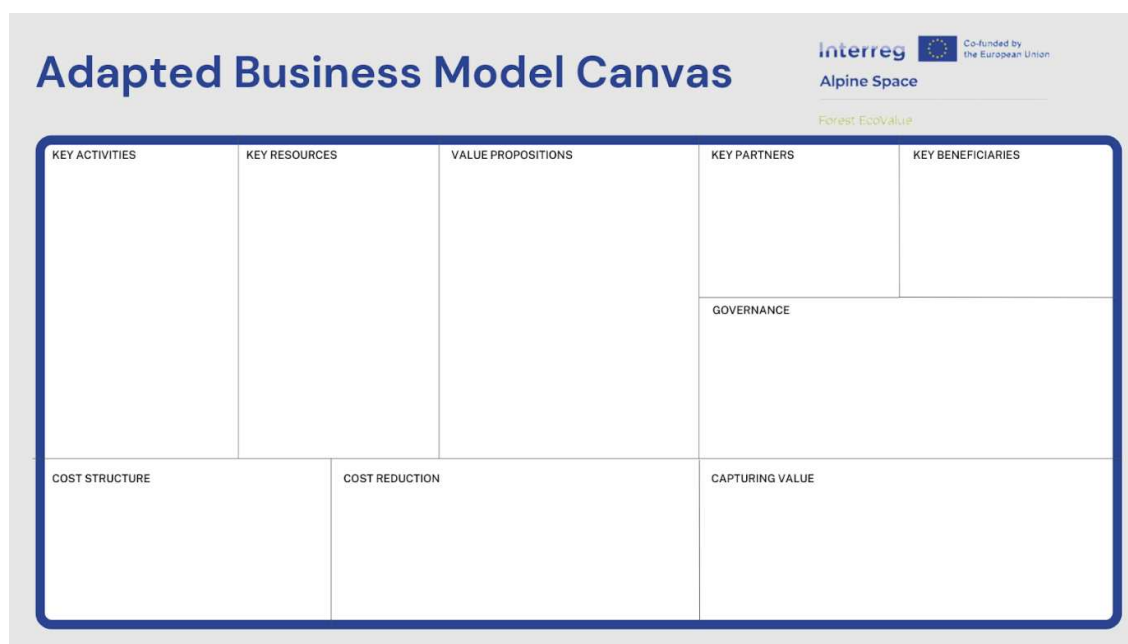 Adapted Business Model Canvas
Interreg
Co-funded by
the European Union
Alpine Space
Forest EcoValue
KEY ACTIVITIES
KEY RESOURCES
VALUE PROPOSITIONS
KEY PARTNERS
KEY BENEFICIARIES
GOVERNANCE
COST STRUCTURE
COST REDUCTION
CAPTURING VALUE